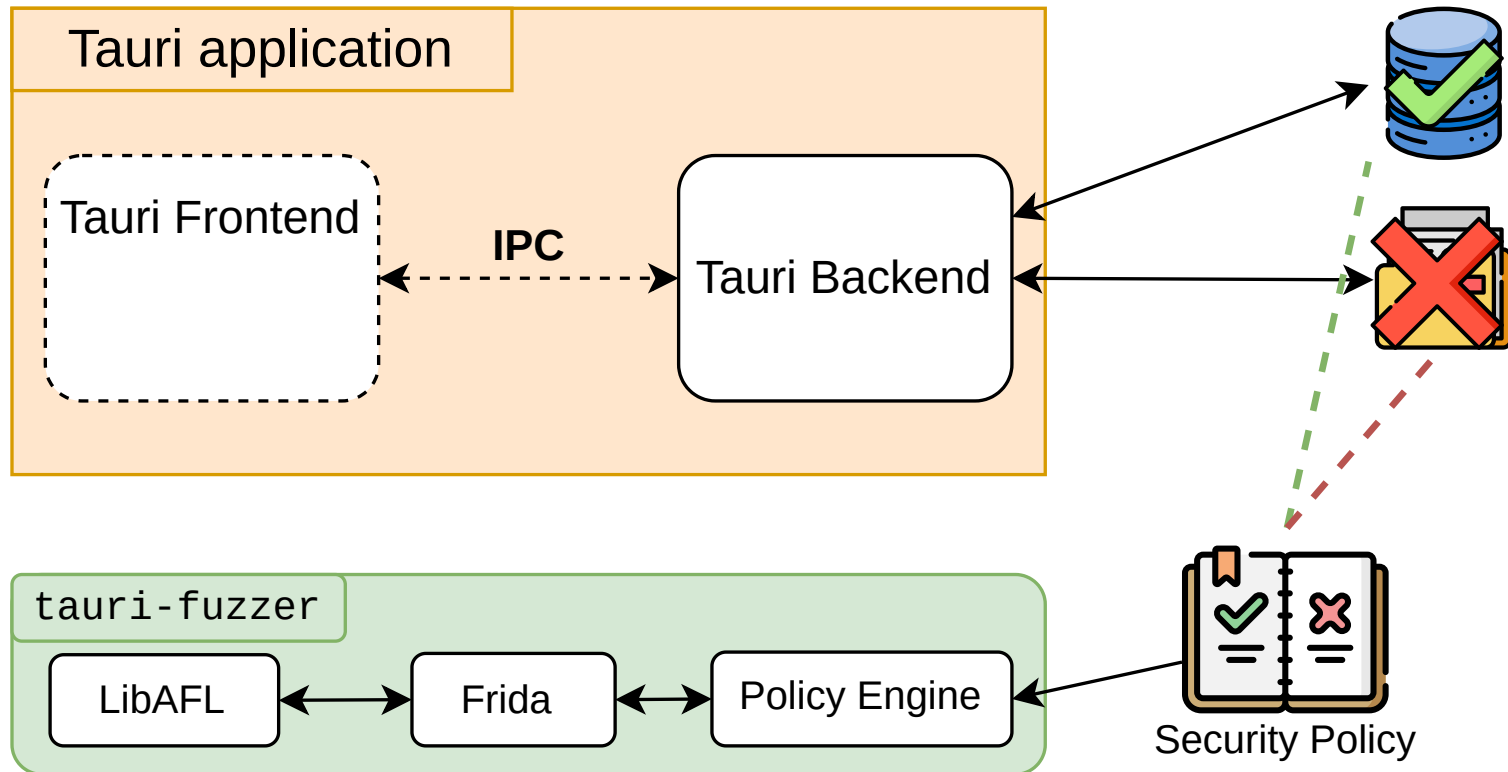 Tauri application
Tauri Frontend
IPC
Tauri Backend
tauri-fuzzer
LibAFL
Frida
Policy Engine
Security Policy